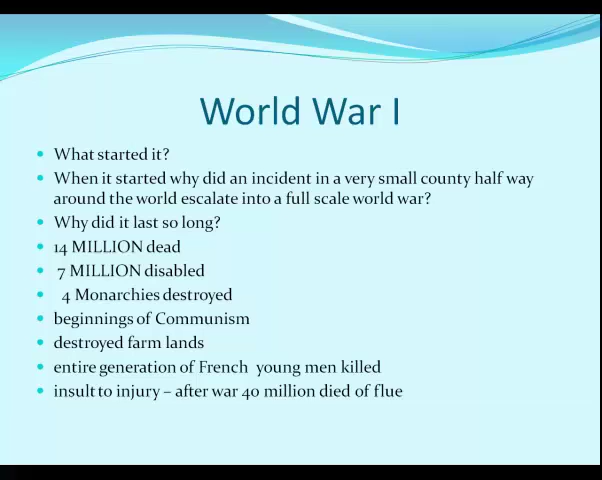 World War I
What started it?
When it started why did an incident in a very small county half way
around the world escalate into a full scale world war?
Why did it last so long?
14 MILLION dead
7 MILLION disabled
4 Monarchies destroyed
beginnings of Communism
destroyed farm lands
entire generation of French young men killed
insult to injury – after war 40 million died of flue